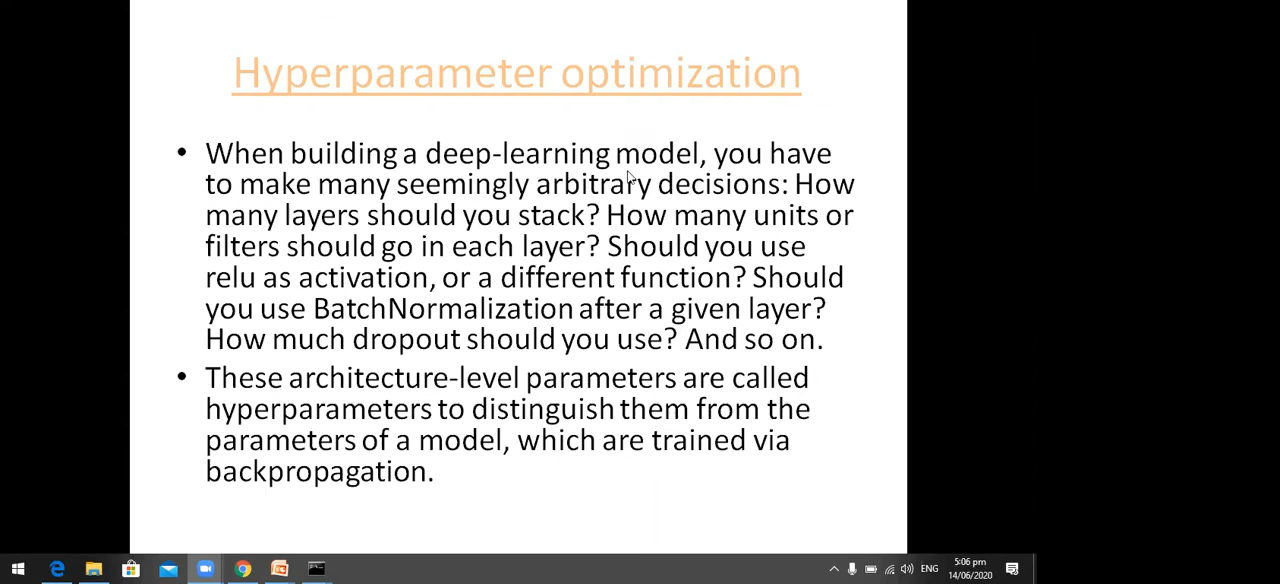 Hyperparameter optimization
• When building a deep-learning model, you have
to make many seemingly arbitrary decisions: How
many layers should you stack? How many units or
filters should go in each layer? Should you use
relu as activation, or a different function? Should
you use BatchNormalization after a given layer?
How much dropout should you use? And so on.
• These architecture-level parameters are called
hyperparameters to distinguish them from the
parameters of a model, which are trained via
backpropagation.
ENG
5:06 pm
14/06/2020